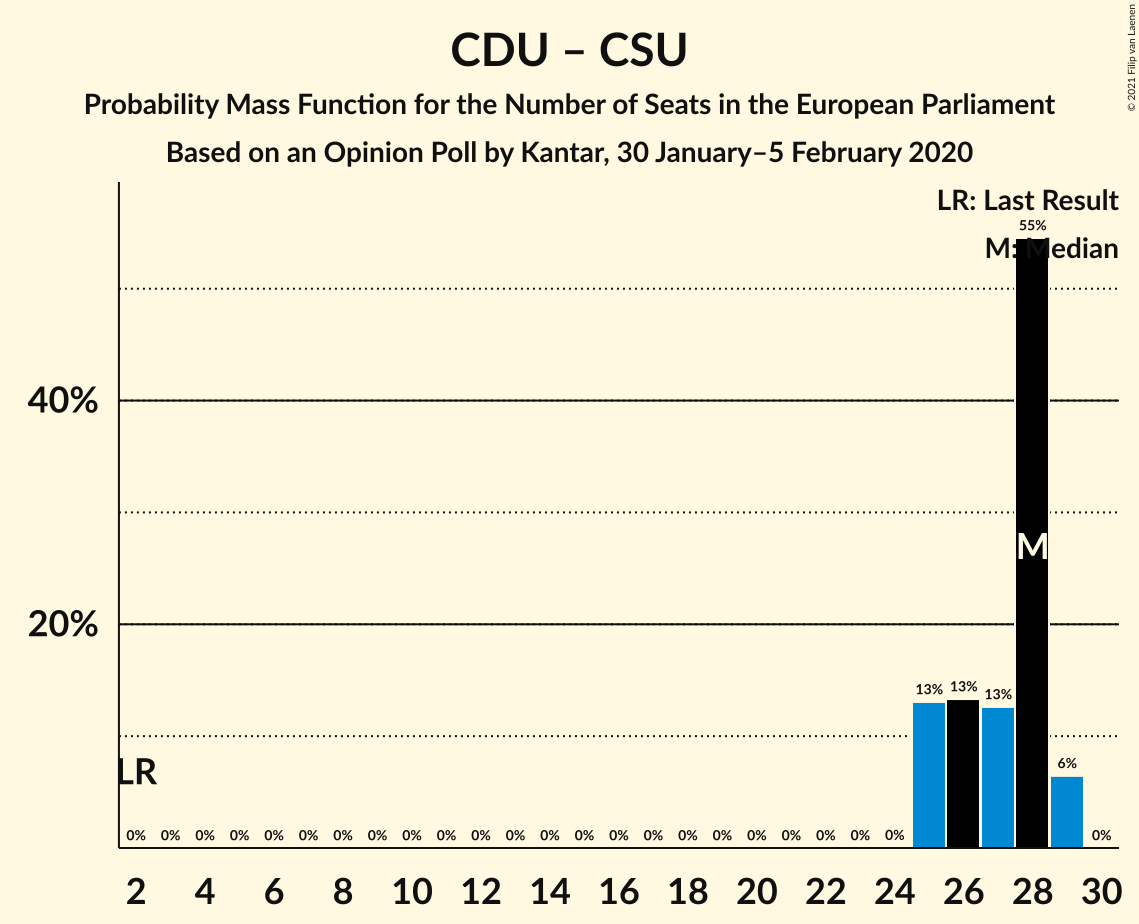 CDU – CSU
Probability Mass Function for the Number of Seats in the European Parliament
Based on an Opinion Poll by Kantar, 30 January–5 February 2020
© 2021 Filip van Laenen
LR: Last Result
M: Median
55%
40%
M
20%
13% 13% 13%
LR
6%
0% 0% 0% 0% 0% 0% 0% 0% 0% 0% 0% 0% 0% 0% 0% 0% 0% 0% 0% 0% 0% 0% 0% 0%
2 4 6 8 10 12 14 16 18 20 22 24 26 28 30